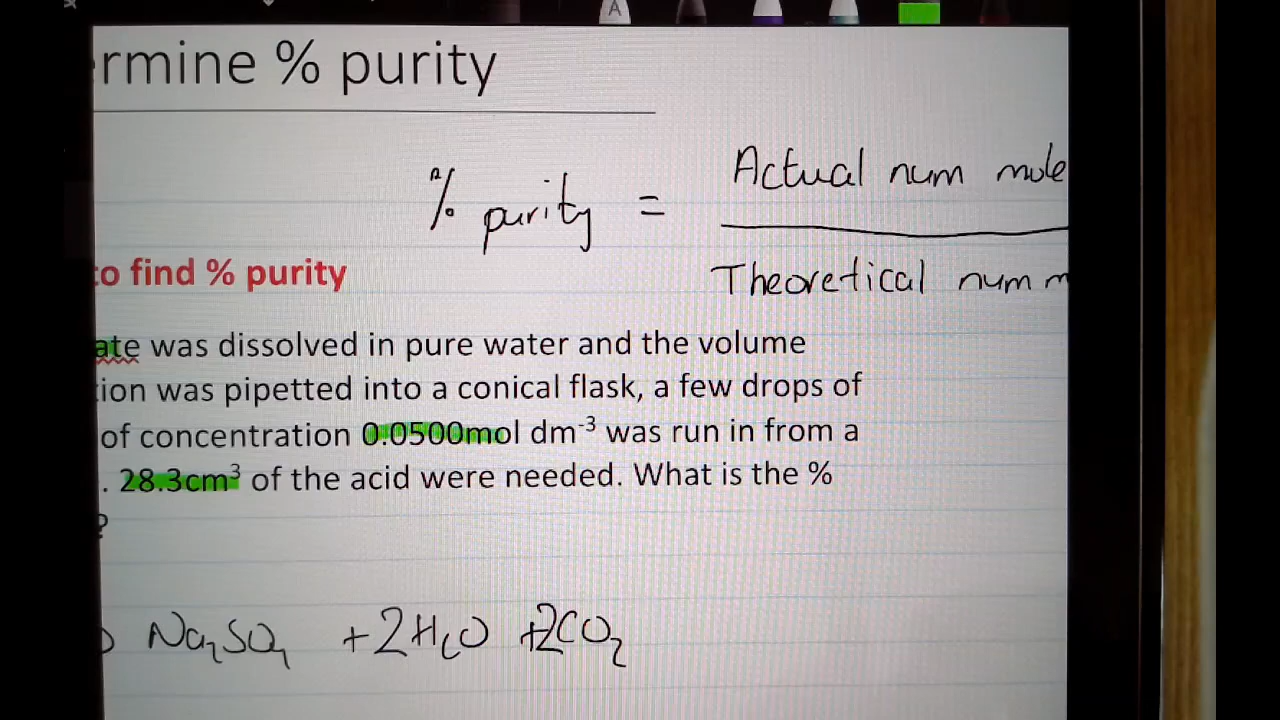 A
rmine % purity
% purity = Actual num mole
Theoretical num m
to find % purity
ate was dissolved in pure water and the volume
tion was pipetted into a conical flask, a few drops of
of concentration 0.0500mol dm⁻³ was run in from a
. 28.3cm³ of the acid were needed. What is the %
?
Na₂SO₄ + 2H₂O + 2CO₂